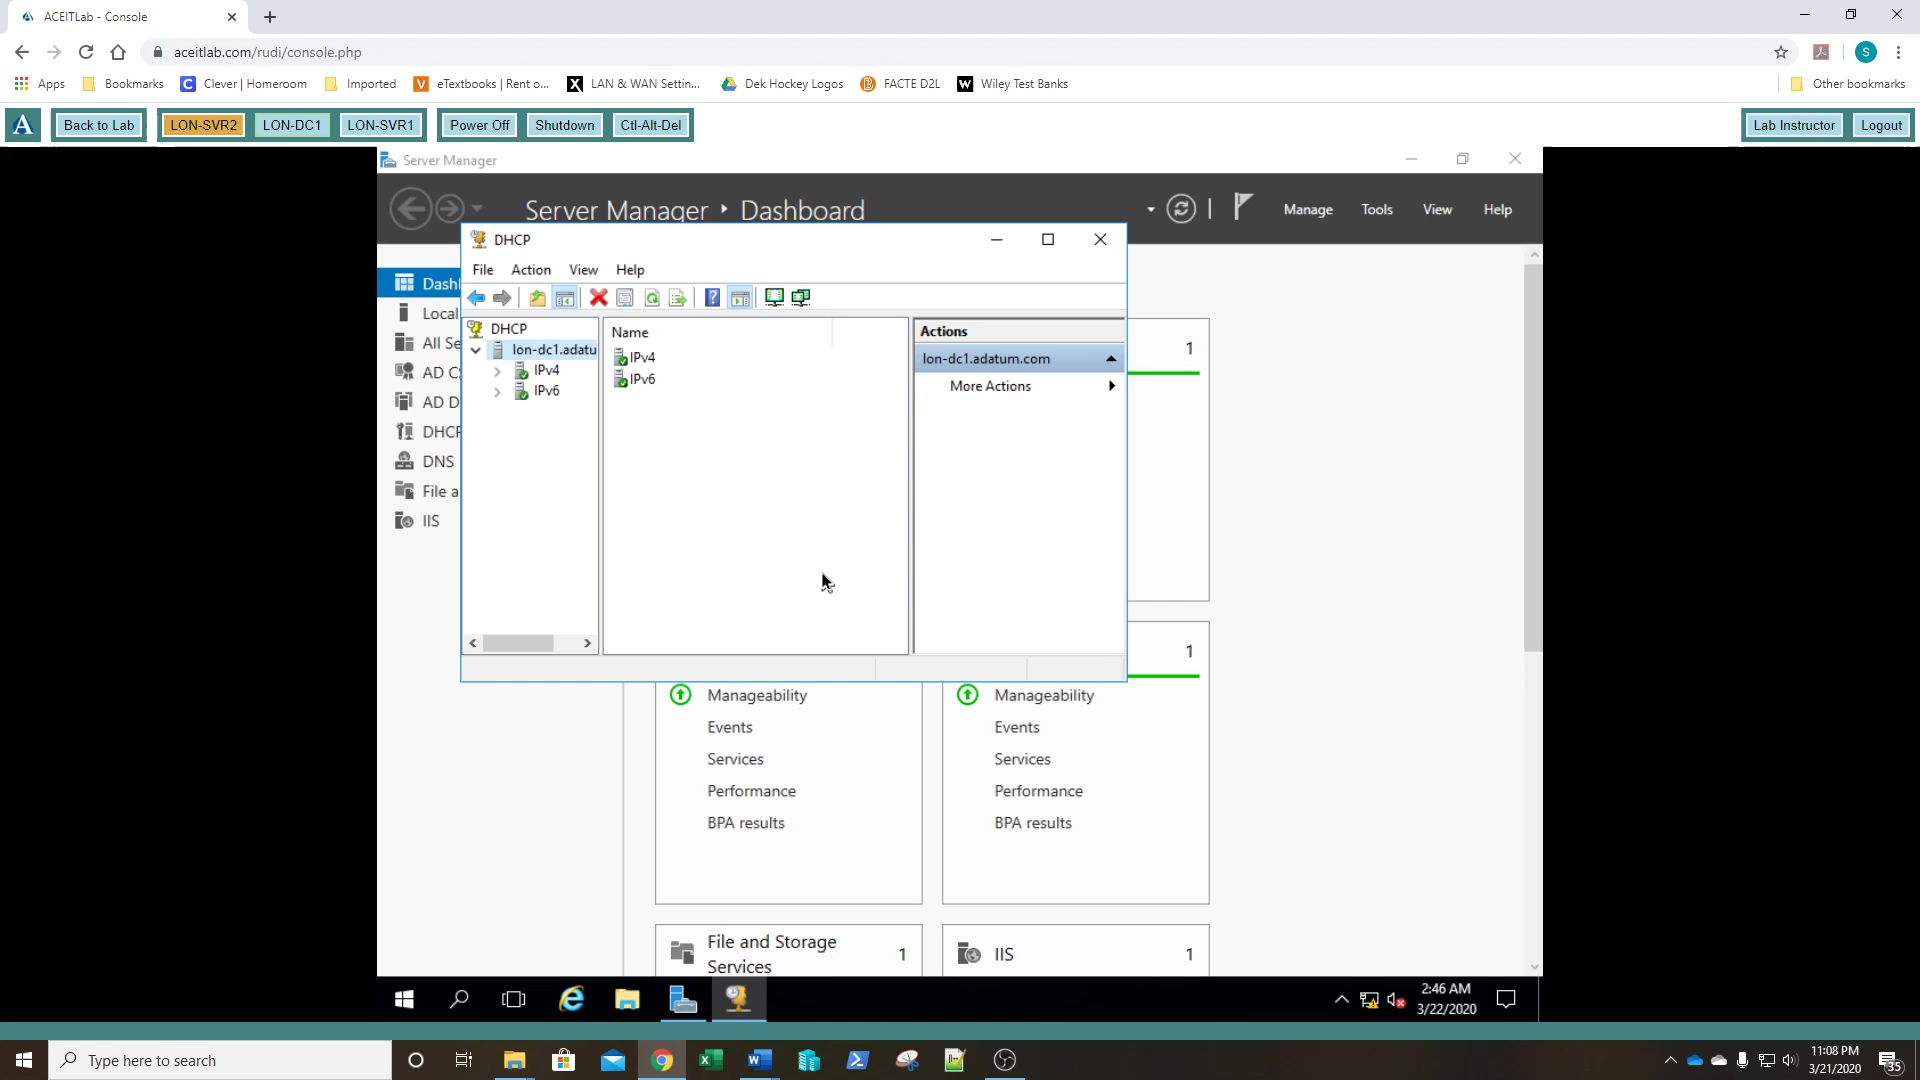 ACEITLab - Console
aceitlab.com/rudi/console.php
S
Apps Bookmarks Clever | Homeroom Imported eTextbooks | Rent o... LAN & WAN Settin... Dek Hockey Logos FACTE D2L Wiley Test Banks Other bookmarks
Back to Lab LON-SVR2 LON-DC1 LON-SVR1 Power Off Shutdown Ctl-Alt-Del Lab Instructor Logout
Server Manager
Server Manager Dashboard Manage Tools View Help
DHCP
File Action View Help
DHCP
lon-dc1.adatu
IPv4
IPv6
Name
IPv4
IPv6
Actions
lon-dc1.adatum.com
More Actions
Dashl
Local
All Se
AD C
AD D
DHCP
DNS
File a
IIS
1
1
Manageability
Events
Services
Performance
BPA results
Manageability
Events
Services
Performance
BPA results
File and Storage
Services
1
IIS 1
2:46 AM
3/22/2020
Type here to search
11:08 PM
3/21/2020
35